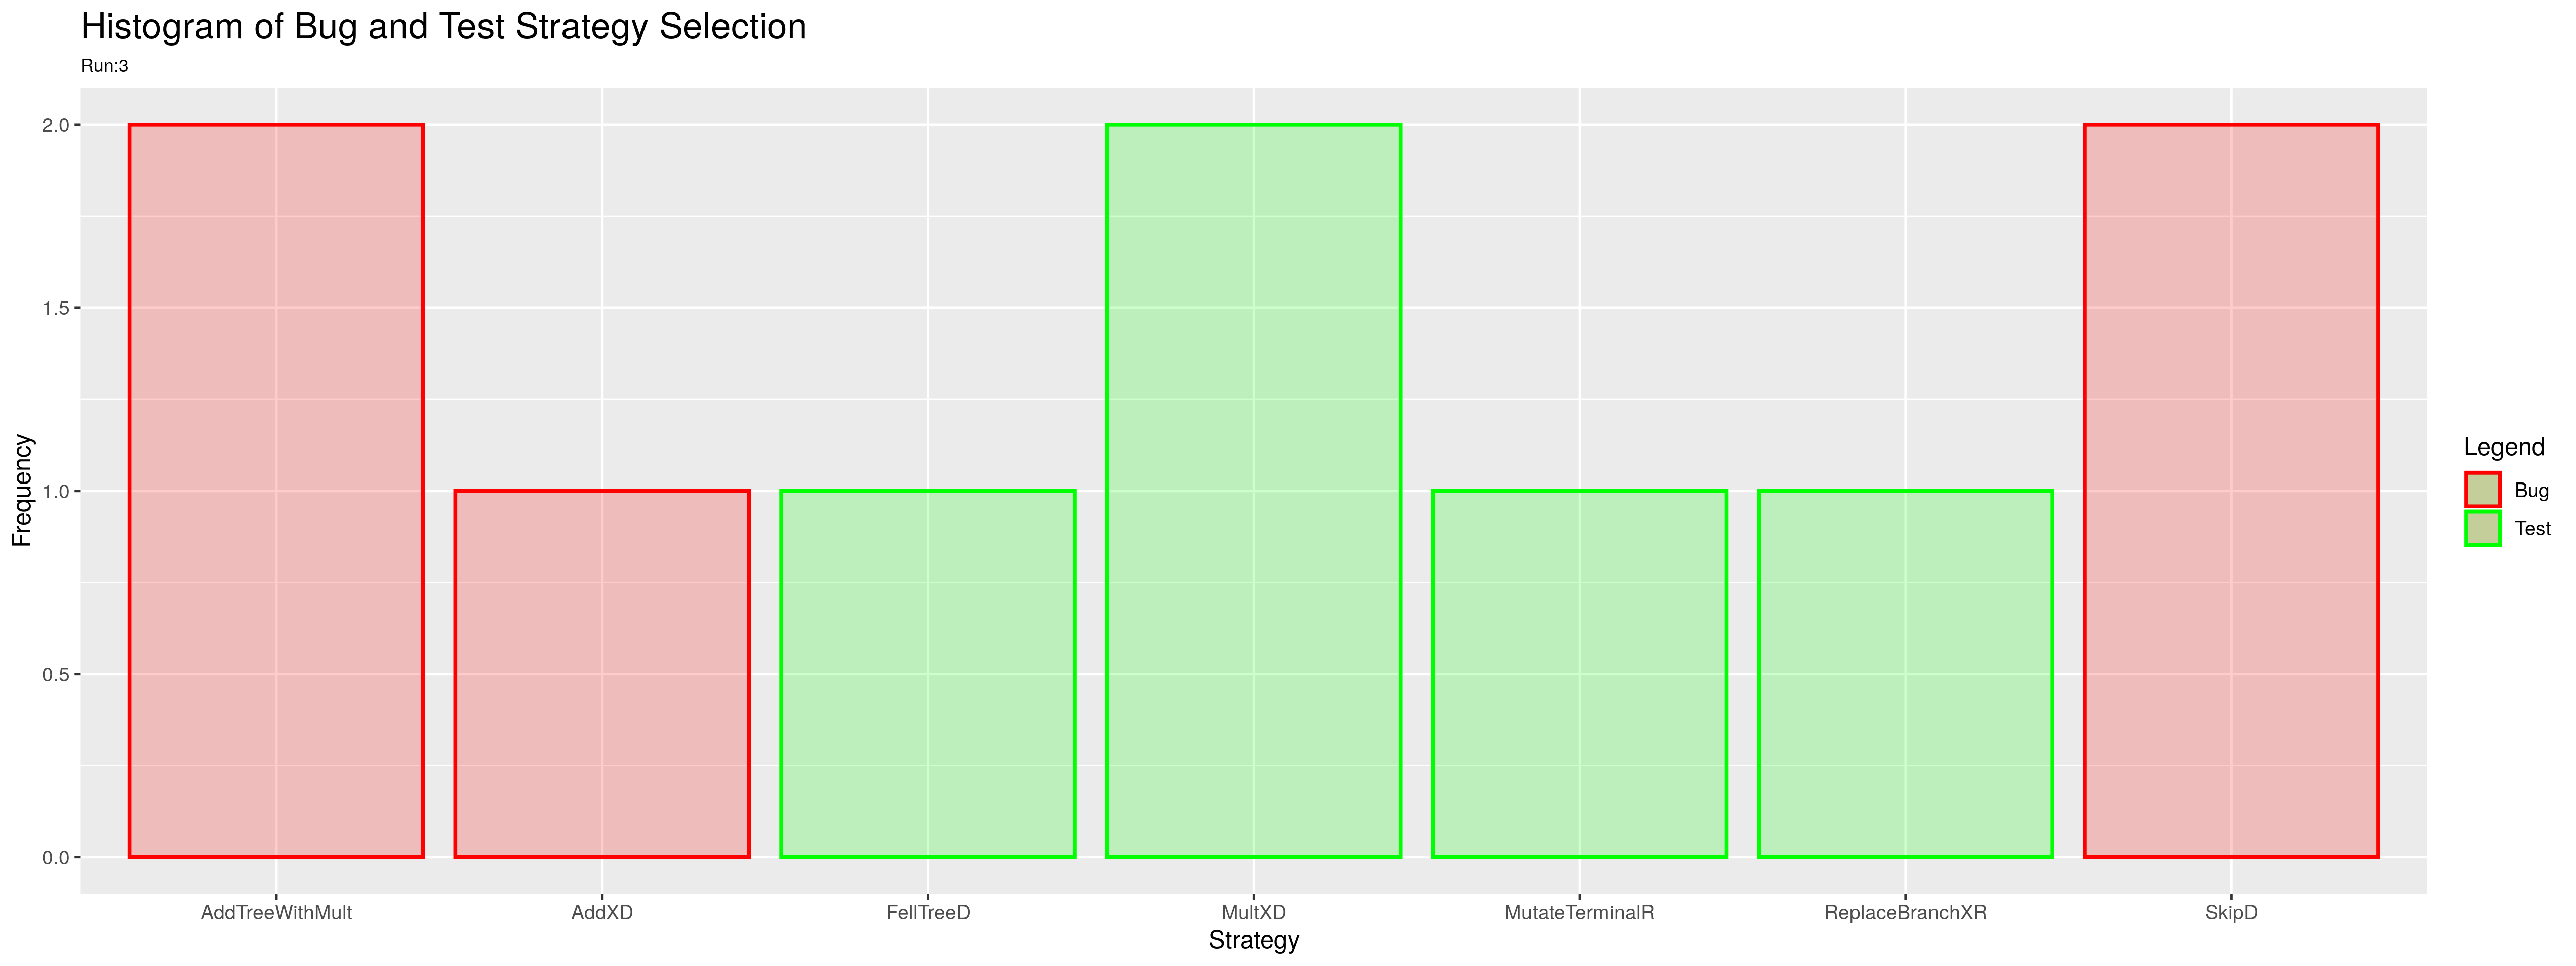 Histogram of Bug and Test Strategy Selection
Run:3
Frequency
2.0
1.5
1.0
0.5
0.0
AddTreeWithMult AddXD FellTreeD MultXD MutateTerminalR ReplaceBranchXR SkipD
Strategy
Legend
Bug
Test